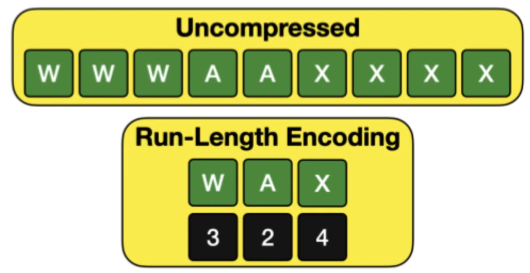 Uncompressed
W W W A A X X X X
Run-Length Encoding
W A X
3 2 4